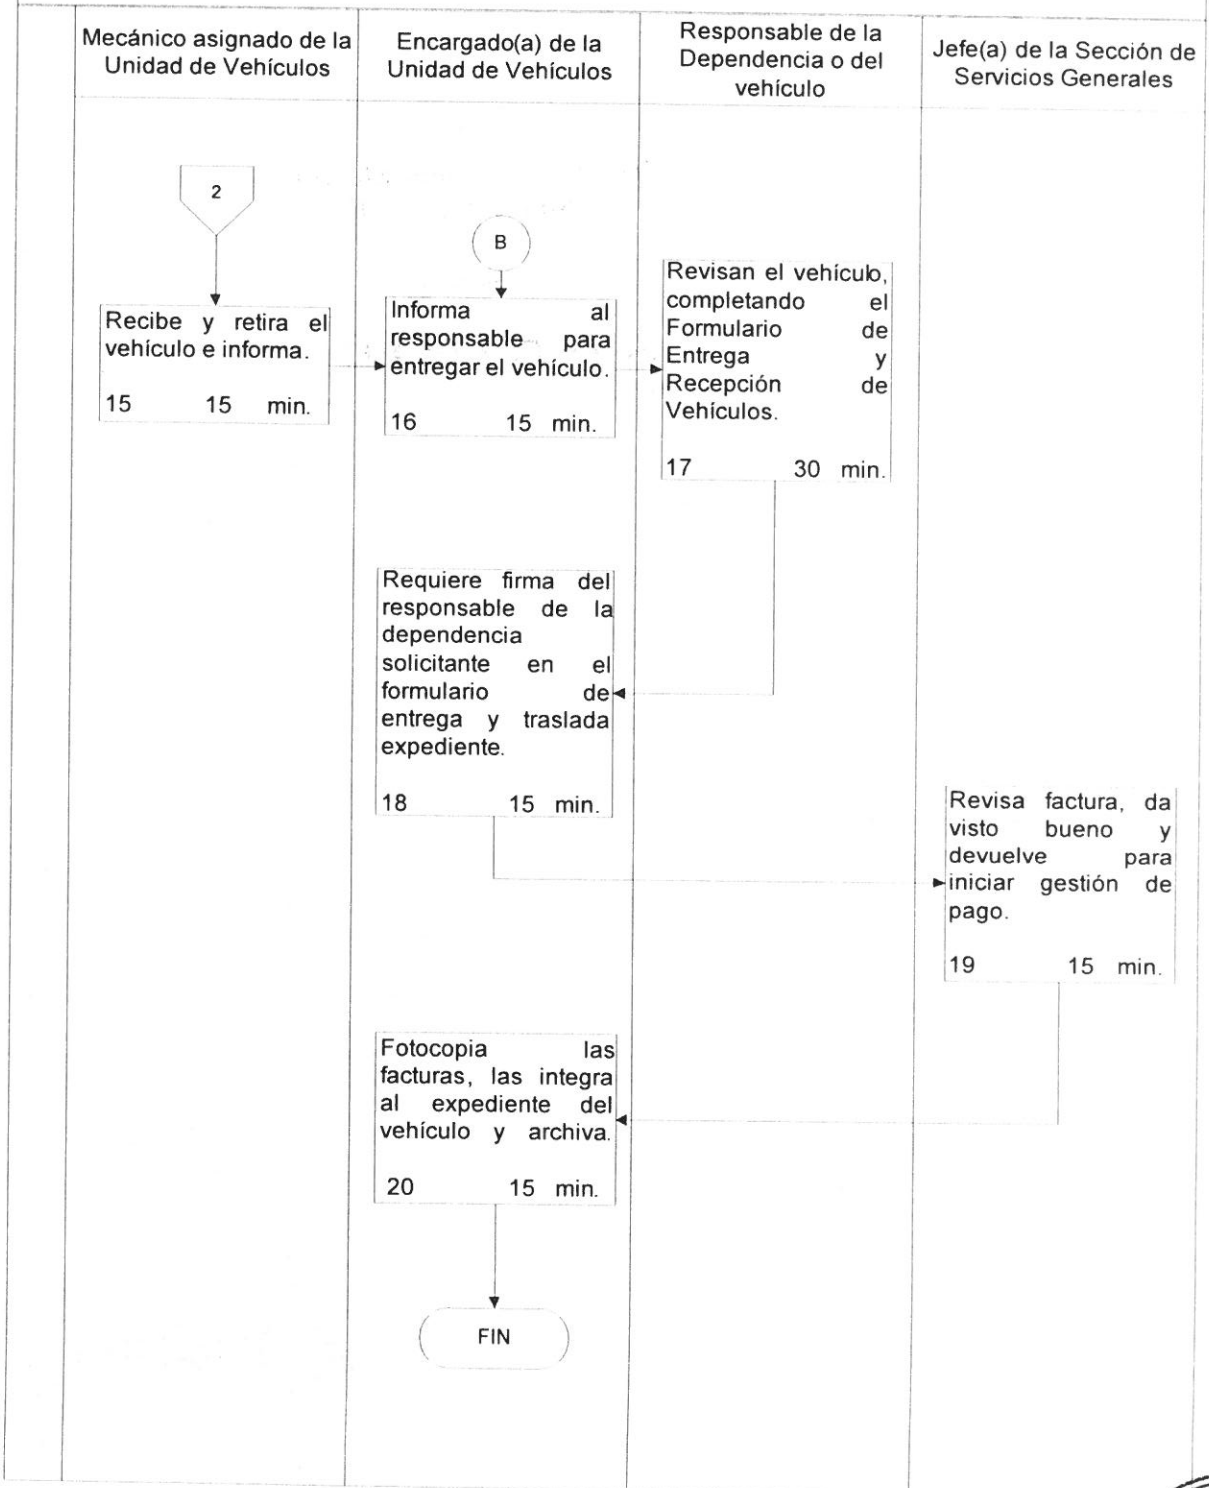 Mecánico asignado de la
Unidad de Vehículos
Encargado(a) de la
Unidad de Vehículos
Responsable de la
Dependencia o del
vehículo
Jefe(a) de la Sección de
Servicios Generales
2
B
Recibe y retira el
vehículo e informa.
15 15 min.
Informa al
responsable para
entregar el vehículo.
16 15 min.
Revisan el vehículo,
completando el
Formulario de
Entrega y
Recepción de
Vehículos.
17 30 min.
Requiere firma del
responsable de la
dependencia
solicitante en el
formulario de
entrega y traslada
expediente.
18 15 min.
Revisa factura, da
visto bueno y
devuelve para
iniciar gestión de
pago.
19 15 min.
Fotocopia las
facturas, las integra
al expediente del
vehículo y archiva.
20 15 min.
FIN